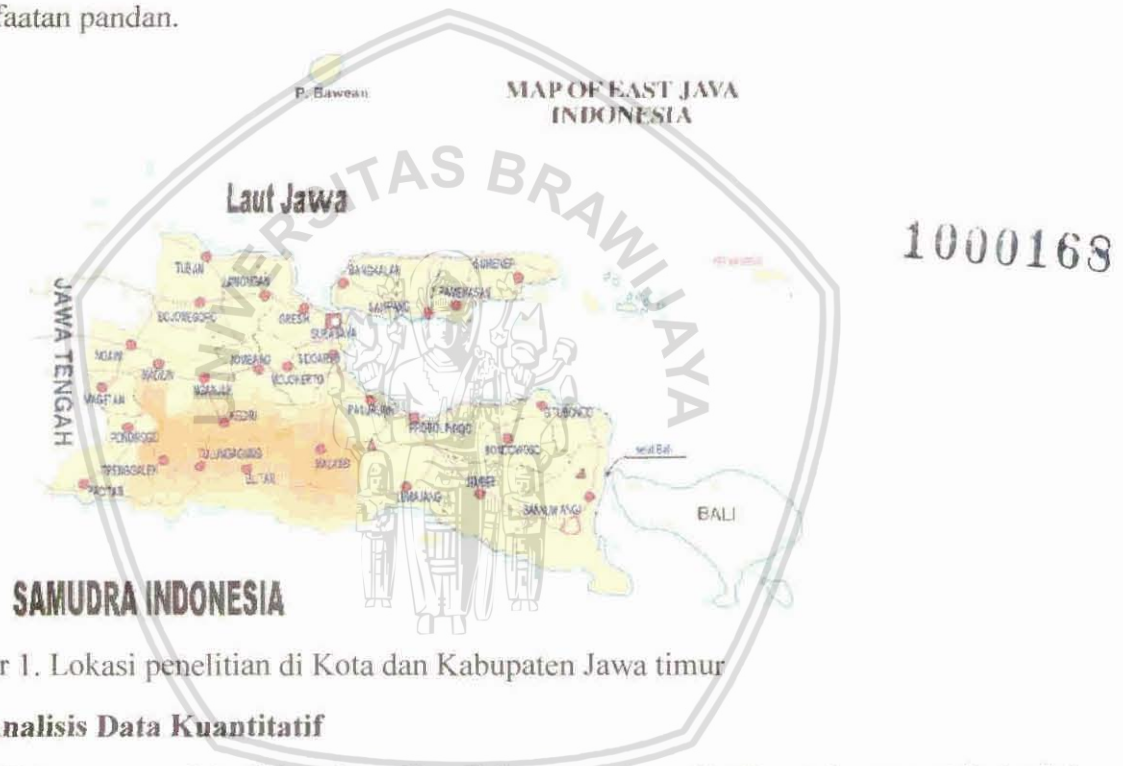 faatan pandan.
P. Bawean
MAP OF EAST JAVA
INDONESIA
UNIVERSITAS BRAWIJAYA
Laut Jawa
1000168
JAWA TENGAH
TUBAN
LAMONGAN
BANGKALAN
SUMENEP
SAMPANG
PAMEKASAN
BOJONEGORO
GRESIK
SURABAYA
NGAWI
MADIUN
JOMBANG
SIDOARJO
MOJOKERTO
NGANJUK
MAGETAN
KEDIRI
PASURUAN
PROBOLINGGO
SITUBONDO
PONOROGO
TULUNGAGUNG
MALANG
BONDOWOSO
selat Bali
TRENGGALEK
BLITAR
PACITAN
LUMAJANG
JEMBER
BANYUWANGI
BALI
SAMUDRA INDONESIA
r 1. Lokasi penelitian di Kota dan Kabupaten Jawa timur
nalisis Data Kuantitatif